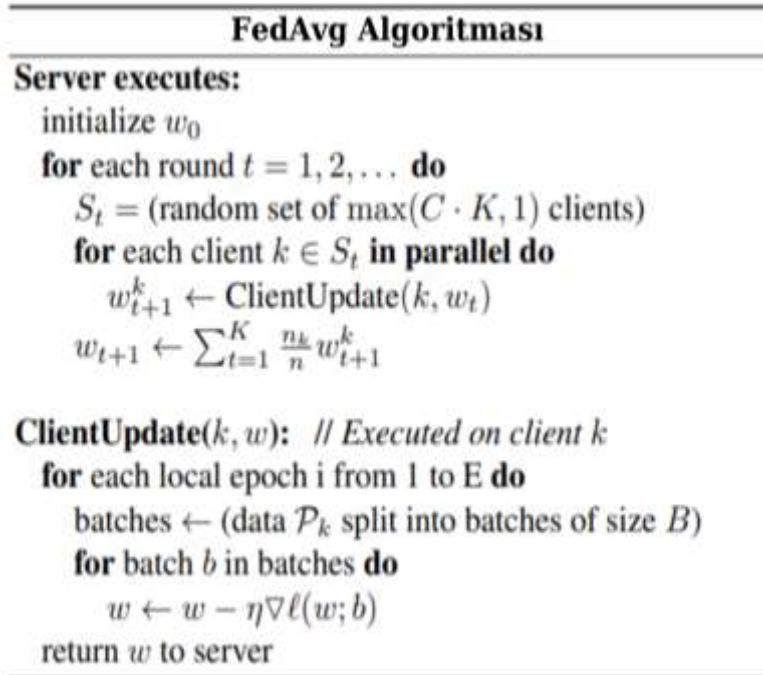 FedAvg Algoritması
Server executes:
initialize w₀
for each round t = 1, 2, . . . do
Sₜ = (random set of max(C · K, 1) clients)
for each client k ∈ Sₜ in parallel do
wᵏₜ₊₁ ← ClientUpdate(k, wₜ)
wₜ₊₁ ← ∑ᴷₜ₌₁ nₖ/n wᵏₜ₊₁
ClientUpdate(k, w): // Executed on client k
for each local epoch i from 1 to E do
batches ← (data 𝒫ₖ split into batches of size B)
for batch b in batches do
w ← w − η∇ℓ(w; b)
return w to server